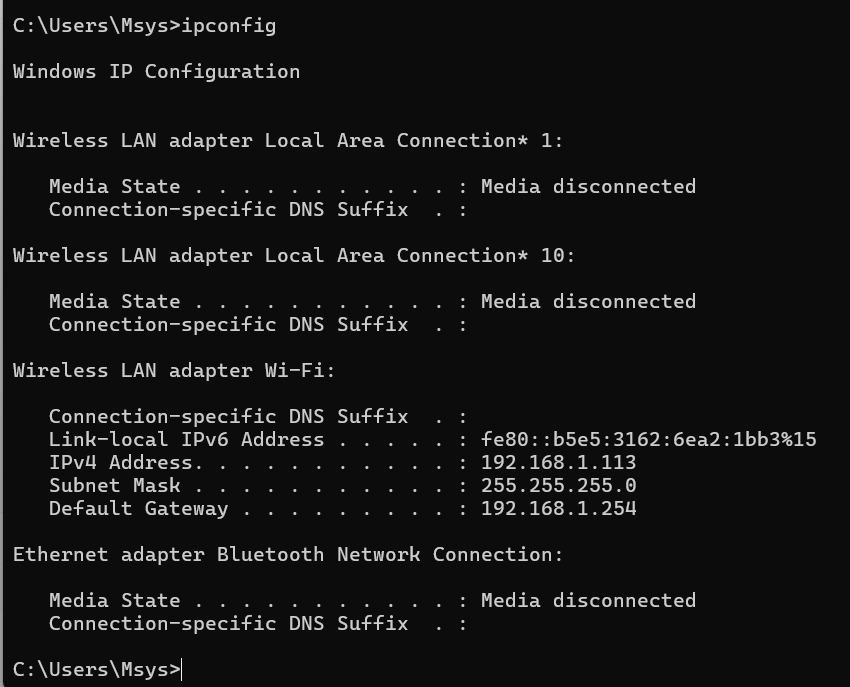 C:\Users\Msys>ipconfig
Windows IP Configuration
Wireless LAN adapter Local Area Connection* 1:
   Media State . . . . . . . . . . . : Media disconnected
   Connection-specific DNS Suffix  . :
Wireless LAN adapter Local Area Connection* 10:
   Media State . . . . . . . . . . . : Media disconnected
   Connection-specific DNS Suffix  . :
Wireless LAN adapter Wi-Fi:
   Connection-specific DNS Suffix  . :
   Link-local IPv6 Address . . . . . : fe80::b5e5:3162:6ea2:1bb3%15
   IPv4 Address. . . . . . . . . . . : 192.168.1.113
   Subnet Mask . . . . . . . . . . . : 255.255.255.0
   Default Gateway . . . . . . . . . : 192.168.1.254
Ethernet adapter Bluetooth Network Connection:
   Media State . . . . . . . . . . . : Media disconnected
   Connection-specific DNS Suffix  . :
C:\Users\Msys>